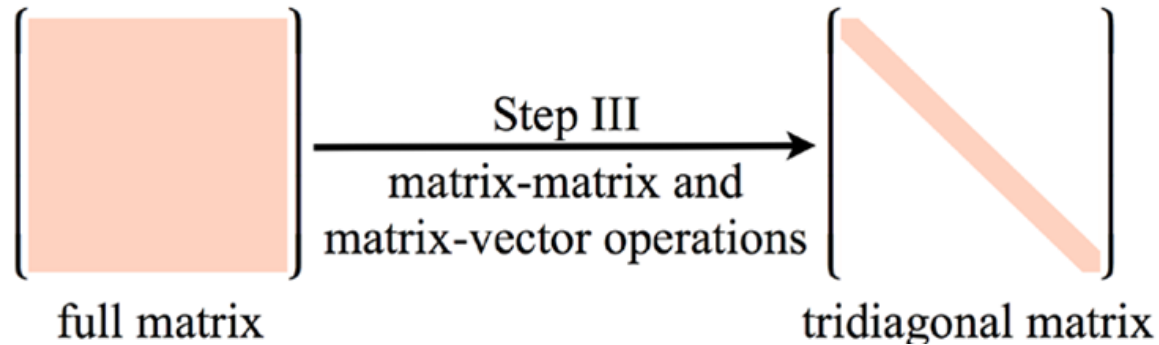 Step III
matrix-matrix and
matrix-vector operations
full matrix
tridiagonal matrix